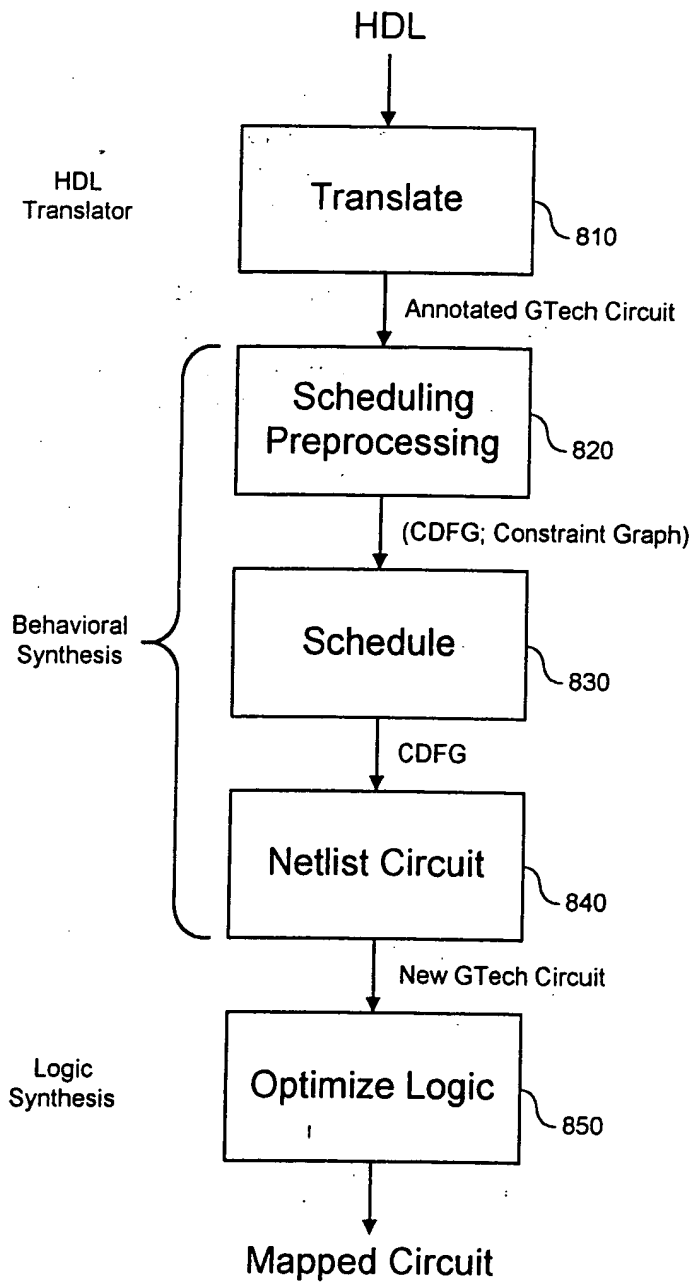 HDL
HDL
Translator
Translate
810
Annotated GTech Circuit
Scheduling
Preprocessing
820
(CDFG; Constraint Graph)
Behavioral
Synthesis
Schedule
830
CDFG
Netlist Circuit
840
New GTech Circuit
Logic
Synthesis
Optimize Logic
850
Mapped Circuit